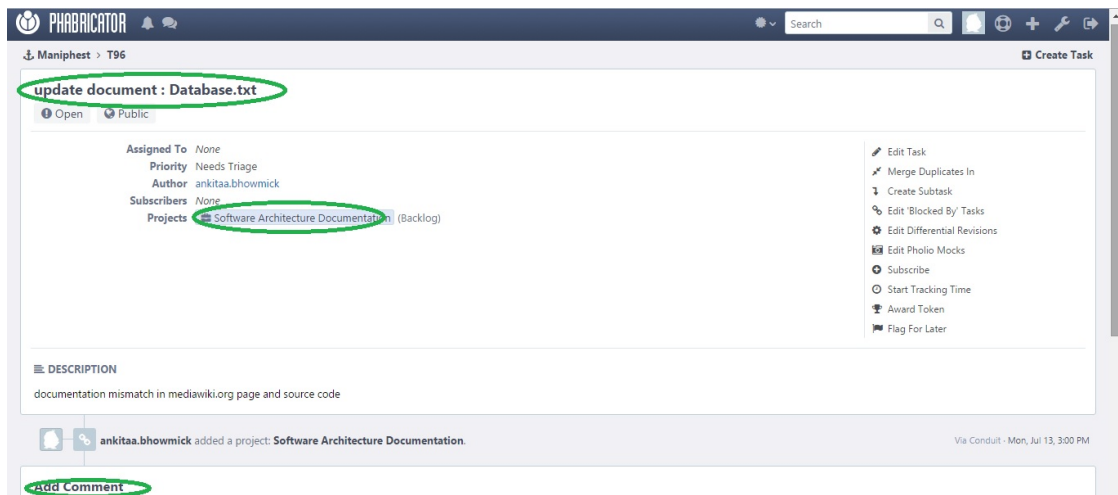 PHABRICATOR
Search
Maniphest > T96
Create Task
update document : Database.txt
Open Public
Assigned To None
Priority Needs Triage
Author ankitaa.bhowmick
Subscribers None
Projects Software Architecture Documentation (Backlog)
Edit Task
Merge Duplicates In
Create Subtask
Edit 'Blocked By' Tasks
Edit Differential Revisions
Edit Pholio Mocks
Subscribe
Start Tracking Time
Award Token
Flag For Later
DESCRIPTION
documentation mismatch in mediawiki.org page and source code
ankitaa.bhowmick added a project: Software Architecture Documentation.
Via Conduit · Mon, Jul 13, 3:00 PM
Add Comment